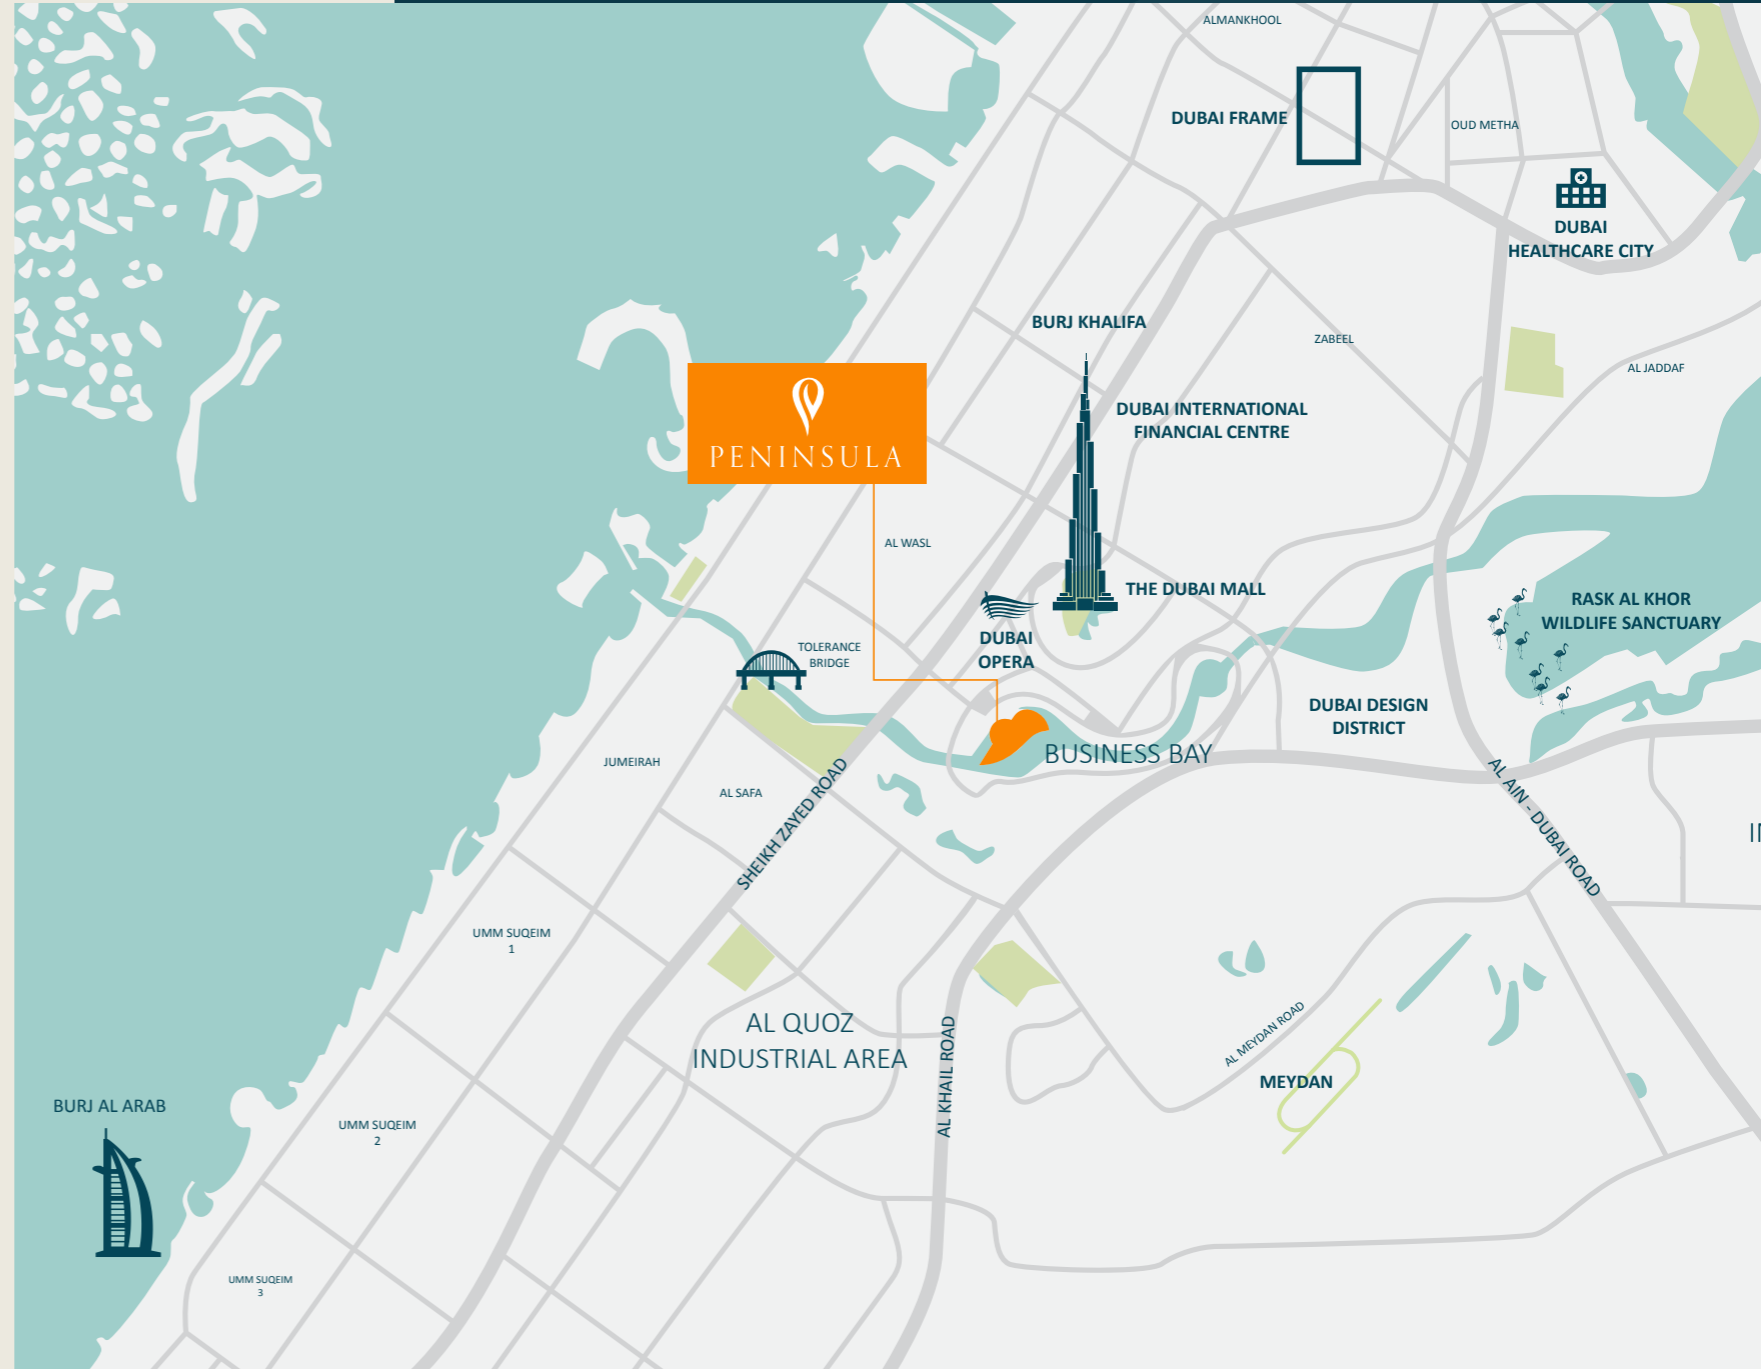 ALMANKHOOL
DUBAI FRAME
OUD METHA
DUBAI
HEALTHCARE CITY
BURJ KHALIFA
ZABEEL
AL JADDAF
PENINSULA
DUBAI INTERNATIONAL
FINANCIAL CENTRE
AL WASL
THE DUBAI MALL
RASK AL KHOR
WILDLIFE SANCTUARY
DUBAI
OPERA
TOLERANCE
BRIDGE
DUBAI DESIGN
DISTRICT
BUSINESS BAY
JUMEIRAH
AL SAFA
SHEIKH ZAYED ROAD
AL AIN - DUBAI ROAD
IN
UMM SUQEIM
1
AL QUOZ
INDUSTRIAL AREA
AL KHAIL ROAD
AL MEYDAN ROAD
MEYDAN
BURJ AL ARAB
UMM SUQEIM
2
UMM SUQEIM
3